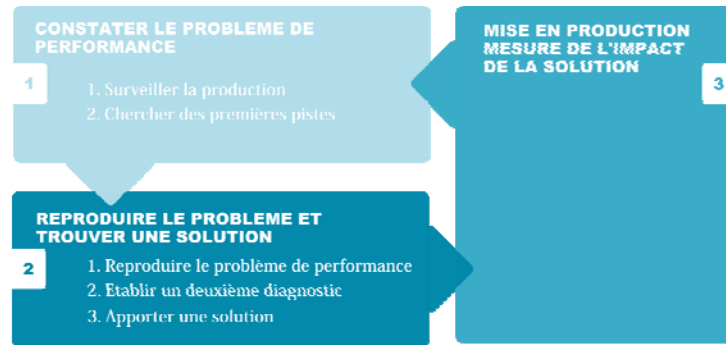 CONSTATER LE PROBLEME DE
PERFORMANCE
1
1. Surveiller la production
2. Chercher des premières pistes
REPRODUIRE LE PROBLEME ET
TROUVER UNE SOLUTION
2
1. Reproduire le problème de performance
2. Etablir un deuxième diagnostic
3. Apporter une solution
MISE EN PRODUCTION
MESURE DE L'IMPACT
DE LA SOLUTION
3